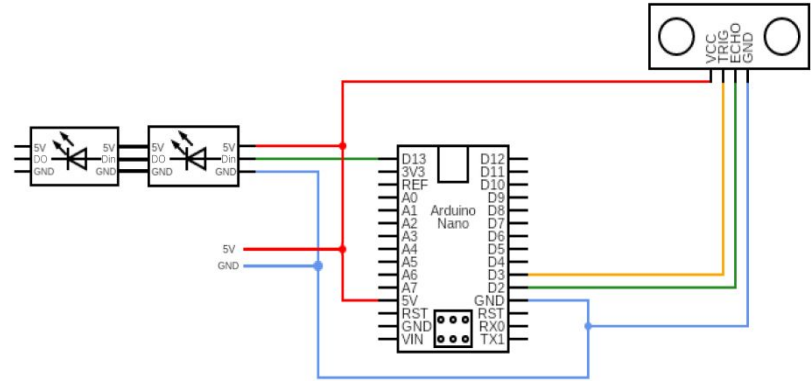 VCC
TRIG
ECHO
GND
5V 5V 5V
DO Din DO Din
GND GND GND GND
5V
GND
D13 D12
3V3 D11
REF D10
A0 D9
A1 Arduino D8
A2 Nano D7
A3 D6
A4 D5
A5 D4
A6 D3
A7 D2
5V GND
RST RST
GND RX0
VIN TX1